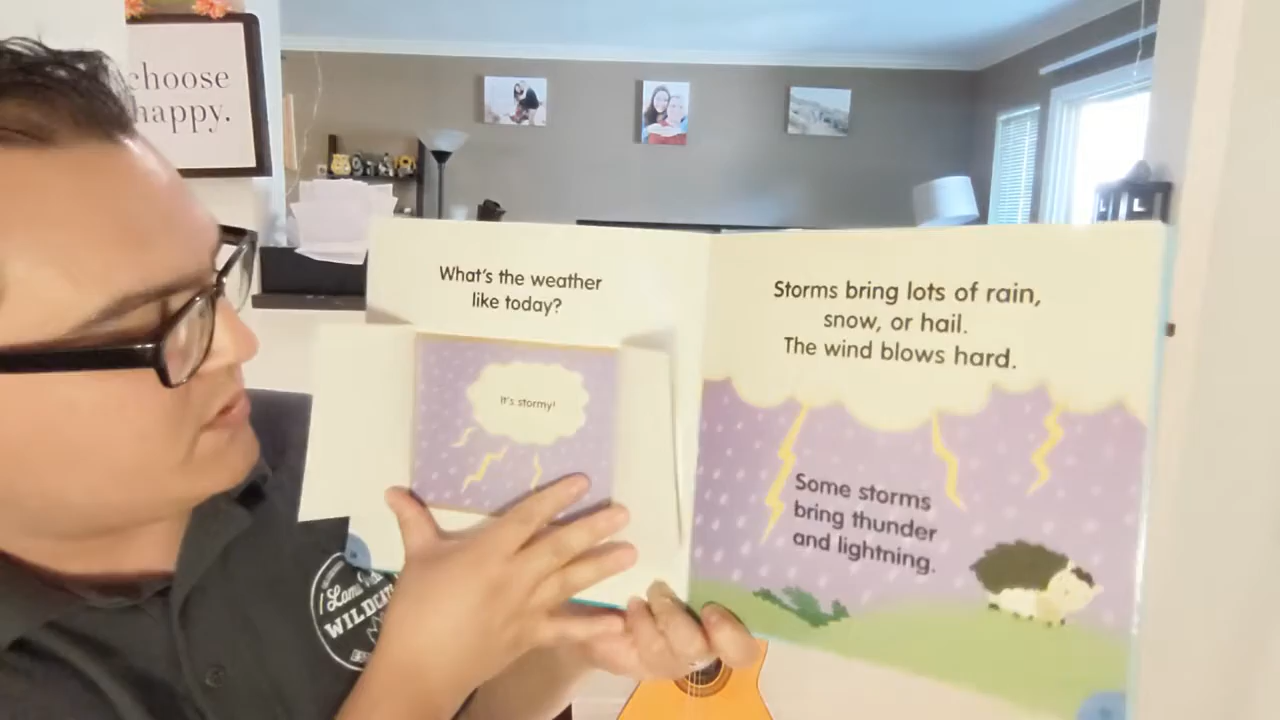 choose
happy.
What's the weather
like today?
It's stormy!
Storms bring lots of rain,
snow, or hail.
The wind blows hard.
Some storms
bring thunder
and lightning.